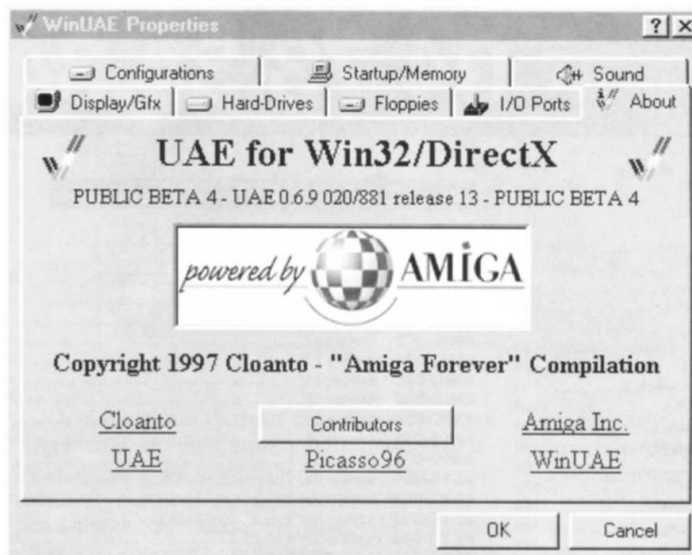 WinUAE Properties
? ×
Configurations Startup/Memory Sound
Display/Gfx Hard-Drives Floppies I/O Ports About
UAE for Win32/DirectX
PUBLIC BETA 4 - UAE 0.6.9 020/881 release 13 - PUBLIC BETA 4
powered by AMIGA
Copyright 1997 Cloanto - "Amiga Forever" Compilation
Cloanto Contributors Amiga Inc.
UAE Picasso96 WinUAE
OK Cancel